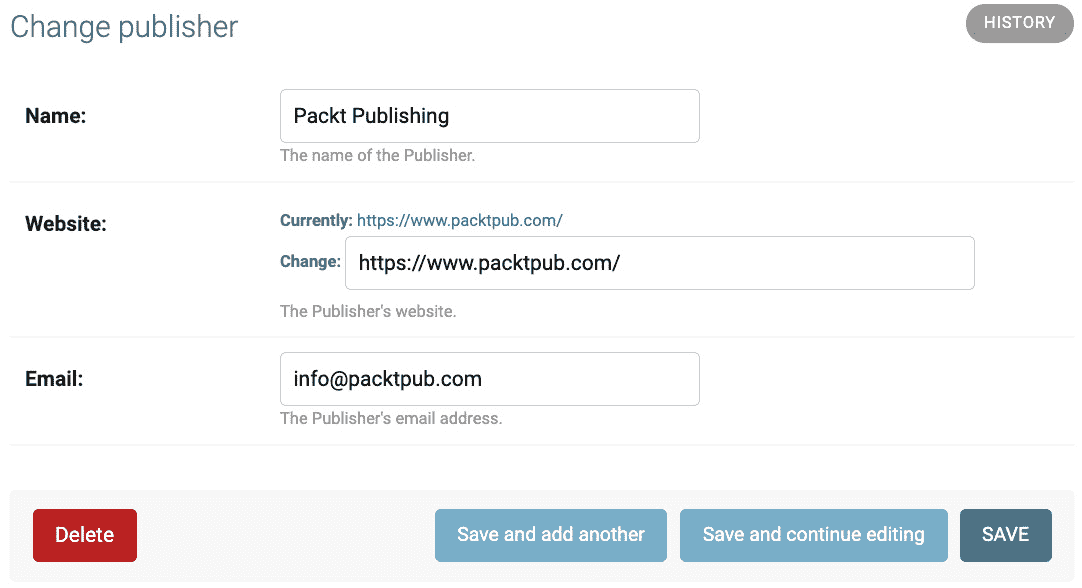 Change publisher
HISTORY
Name:
Packt Publishing
The name of the Publisher.
Website:
Currently: https://www.packtpub.com/
Change: https://www.packtpub.com/
The Publisher's website.
Email:
info@packtpub.com
The Publisher's email address.
Delete
Save and add another
Save and continue editing
SAVE